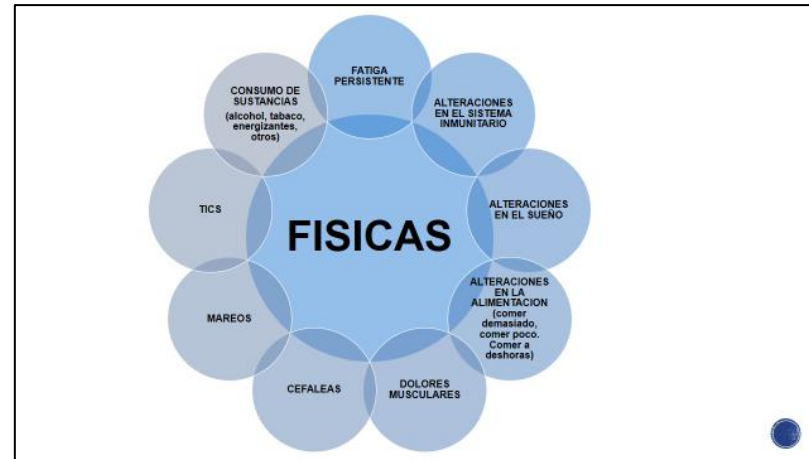 FATIGA
PERSISTENTE
ALTERACIONES
EN EL SISTEMA
INMUNITARIO
ALTERACIONES
EN EL SUEÑO
ALTERACIONES
EN LA
ALIMENTACION
(comer
demasiado,
comer poco.
Comer a
deshoras)
DOLORES
MUSCULARES
CEFALEAS
MAREOS
TICS
CONSUMO DE
SUSTANCIAS
(alcohol, tabaco,
energizantes,
otros)
FISICAS